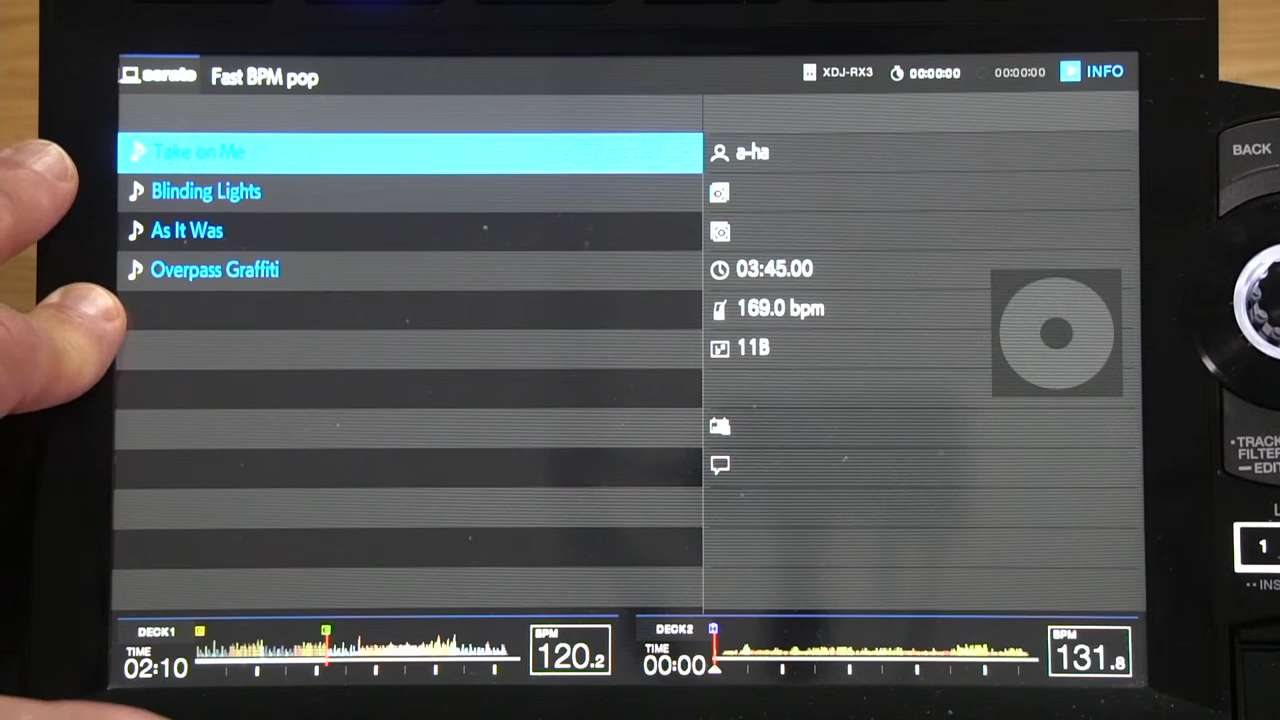 serato Fast BPM pop XDJ-RX3 00:00:00 00:00:00 INFO
Take on Me
Blinding Lights
As It Was
Overpass Graffiti
a-ha
03:45.00
169.0 bpm
11B
DECK1
TIME
02:10
BPM
120.2
DECK2
TIME
00:00
BPM
131.8
BACK
TRACK
FILTER
EDI
L
1
INS